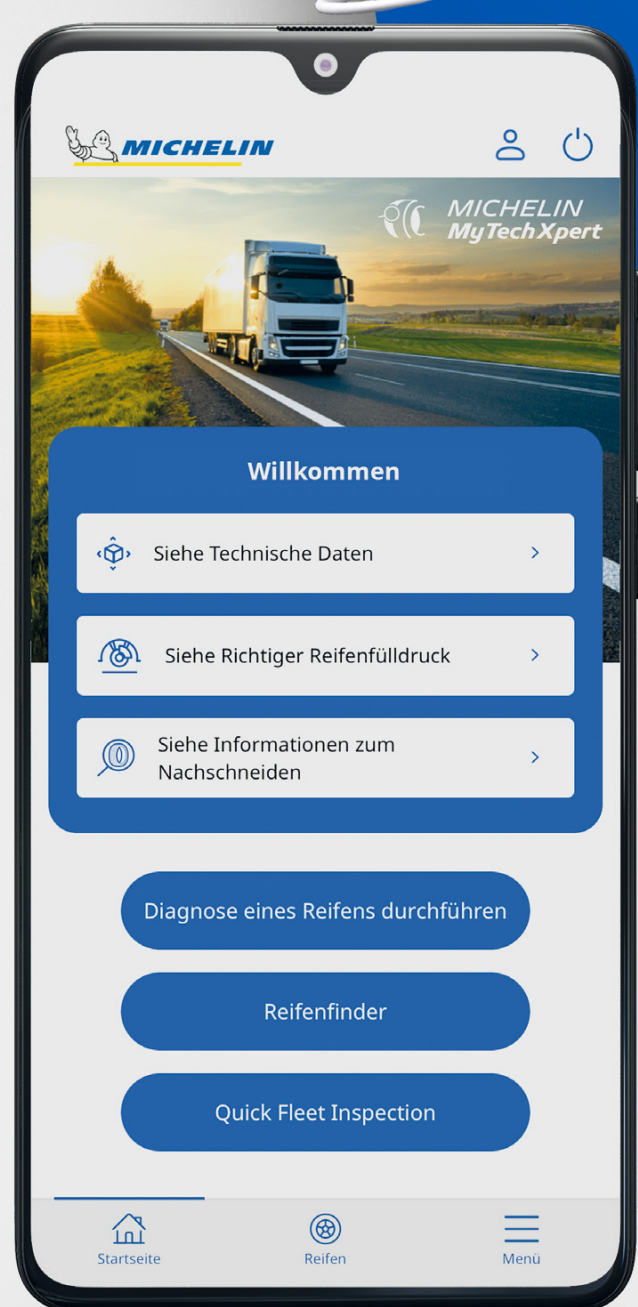 MICHELIN
MICHELIN
MyTechXpert
Willkommen
Siehe Technische Daten
Siehe Richtiger Reifenfülldruck
Siehe Informationen zum
Nachschneiden
Diagnose eines Reifens durchführen
Reifenfinder
Quick Fleet Inspection
Startseite
Reifen
Menü